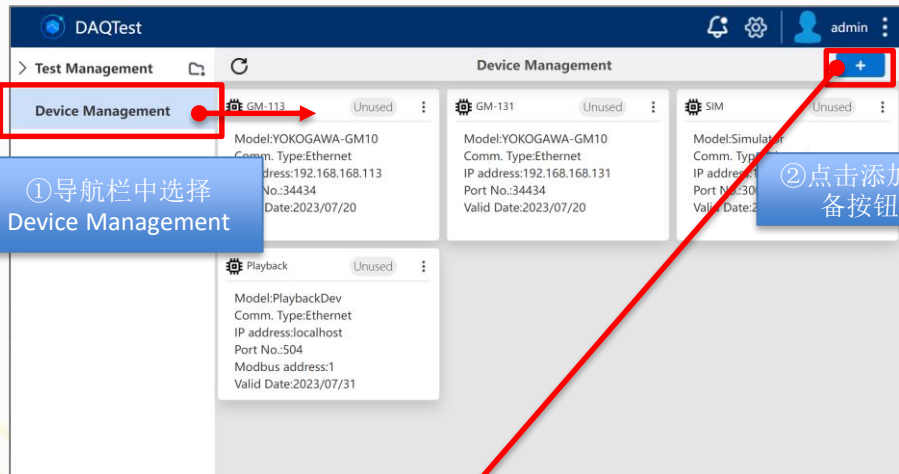 DAQTest
admin
Test Management
Device Management
Device Management
+
GM-113
Unused
Model:YOKOGAWA-GM10
Comm. Type:Ethernet
dress:192.168.168.113
No.:34434
Date:2023/07/20
GM-131
Unused
Model:YOKOGAWA-GM10
Comm. Type:Ethernet
IP address:192.168.168.131
Port No.:34434
Valid Date:2023/07/20
SIM
Unused
Model:Simulator
Comm. Typ
IP address:
Port No.:30
Valid Date:2
①导航栏中选择
Device Management
②点击添加
备按钮
Playback
Unused
Model:PlaybackDev
Comm. Type:Ethernet
IP address:localhost
Port No.:504
Modbus address:1
Valid Date:2023/07/31